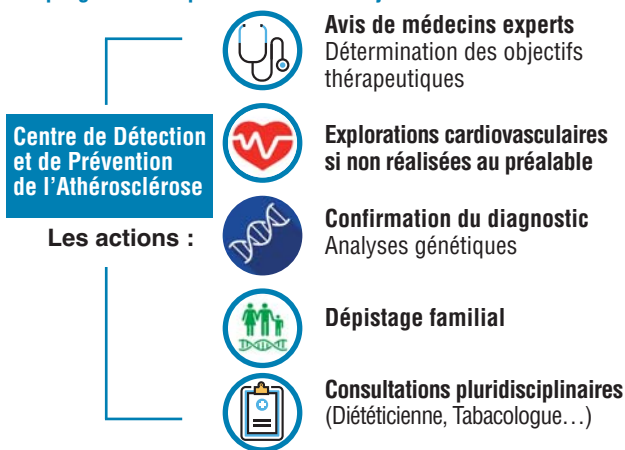 Avis de médecins experts
Détermination des objectifs
thérapeutiques
Centre de Détection
et de Prévention
de l'Athérosclérose
Explorations cardiovasculaires
si non réalisées au préalable
Les actions :
Confirmation du diagnostic
Analyses génétiques
Dépistage familial
Consultations pluridisciplinaires
(Diététicienne, Tabacologue…)